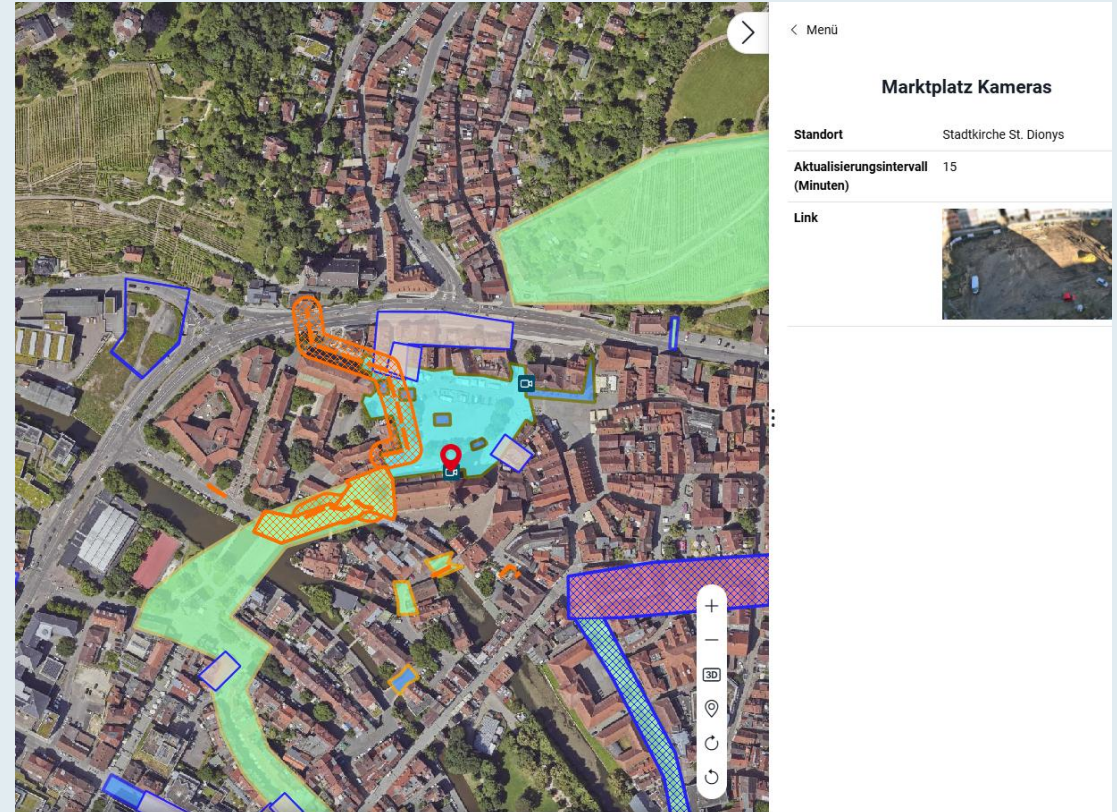 Menü
Marktplatz Kameras
Standort
Stadtkirche St. Dionys
Aktualisierungsintervall
(Minuten)
15
Link
3D